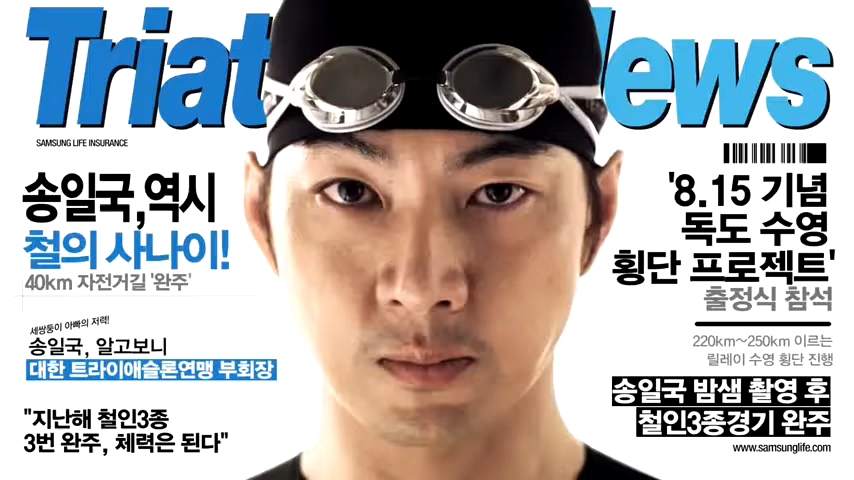 Triat News
SAMSUNG LIFE INSURANCE
송일국,역시
철의 사나이!
40km 자전거길 '완주'
세쌍둥이 아빠의 저력!
송일국, 알고보니
대한 트라이애슬론연맹 부회장
"지난해 철인3종
3번 완주, 체력은 된다"
'8.15 기념
독도 수영
횡단 프로젝트'
출정식 참석
220km~250km 이르는
릴레이 수영 횡단 진행
송일국 밤샘 촬영 후
철인3종경기 완주
www.samsunglife.com